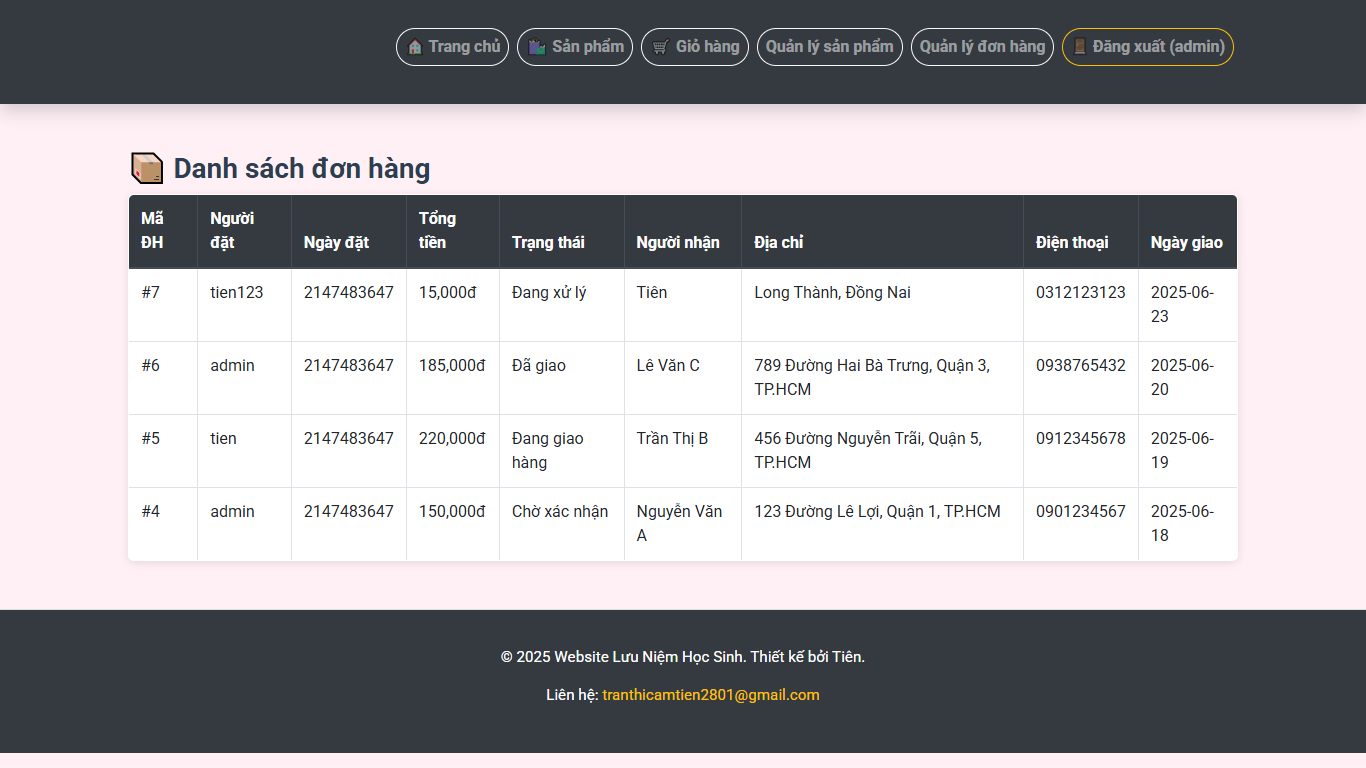 Trang chủ Sản phẩm Giỏ hàng Quản lý sản phẩm Quản lý đơn hàng Đăng xuất (admin)
Danh sách đơn hàng
Mã ĐH Người đặt Ngày đặt Tổng tiền Trạng thái Người nhận Địa chỉ Điện thoại Ngày giao
#7 tien123 2147483647 15,000đ Đang xử lý Tiên Long Thành, Đồng Nai 0312123123 2025-06-23
#6 admin 2147483647 185,000đ Đã giao Lê Văn C 789 Đường Hai Bà Trưng, Quận 3, TP.HCM 0938765432 2025-06-20
#5 tien 2147483647 220,000đ Đang giao hàng Trần Thị B 456 Đường Nguyễn Trãi, Quận 5, TP.HCM 0912345678 2025-06-19
#4 admin 2147483647 150,000đ Chờ xác nhận Nguyễn Văn A 123 Đường Lê Lợi, Quận 1, TP.HCM 0901234567 2025-06-18
© 2025 Website Lưu Niệm Học Sinh. Thiết kế bởi Tiên.
Liên hệ: tranthicamtien2801@gmail.com